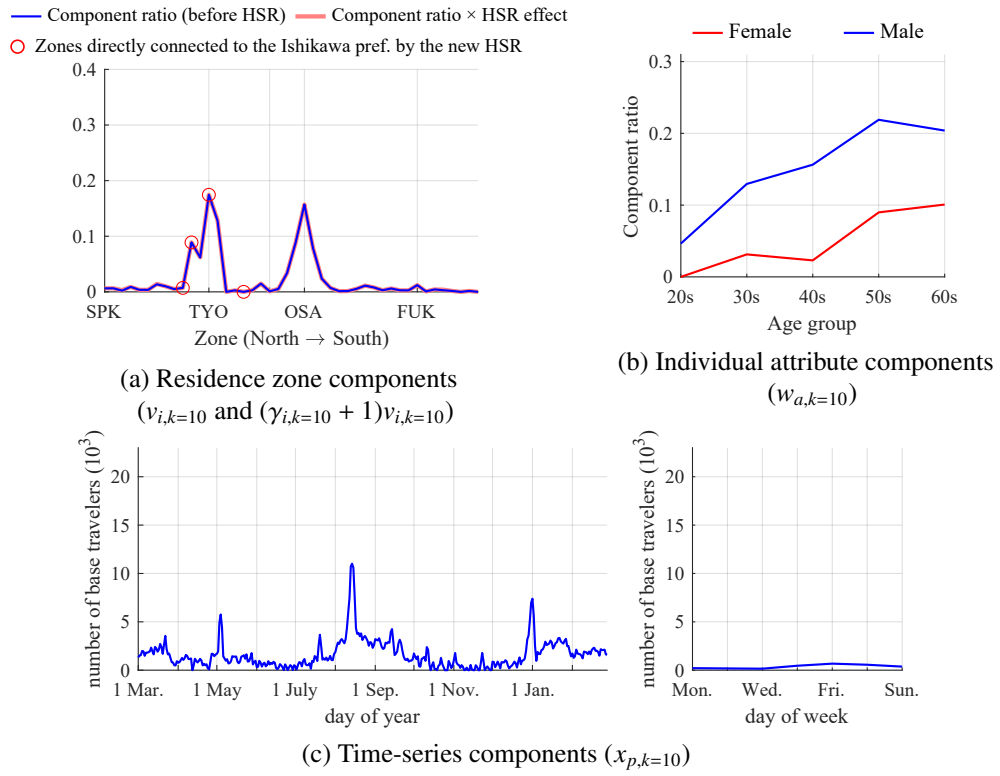 Component ratio (before HSR) Component ratio × HSR effect
Zones directly connected to the Ishikawa pref. by the new HSR
0.4
0.3
0.2
0.1
0
SPK TYO OSA FUK
Zone (North → South)
(a) Residence zone components
(v_{i,k=10} and (γ_{i,k=10} + 1)v_{i,k=10})
Female Male
Component ratio
0.3
0.2
0.1
0
20s 30s 40s 50s 60s
Age group
(b) Individual attribute components
(w_{a,k=10})
number of base travelers (10^3)
20
15
10
5
0
1 Mar. 1 May 1 July 1 Sep. 1 Nov. 1 Jan.
day of year
number of base travelers (10^3)
20
15
10
5
0
Mon. Wed. Fri. Sun.
day of week
(c) Time-series components (x_{p,k=10})